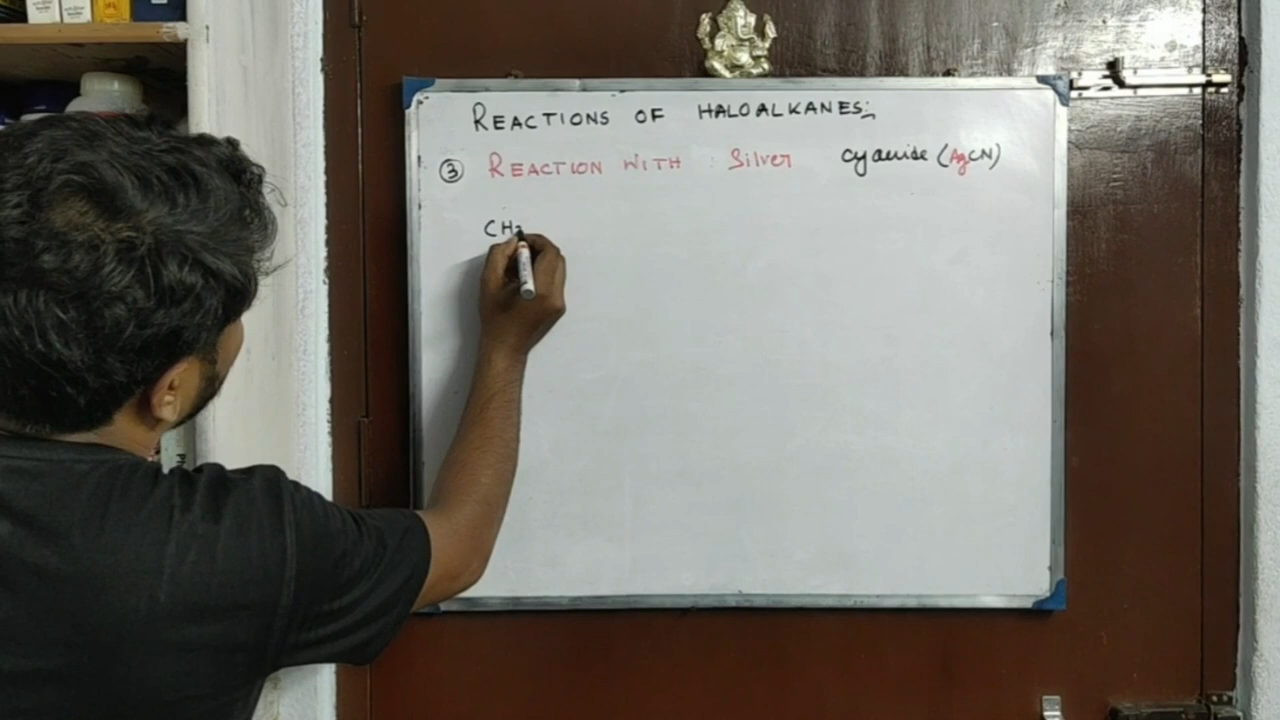 REACTIONS OF HALOALKANES:
③ REACTION WITH : Silver cyanide (AgCN)
CH₃